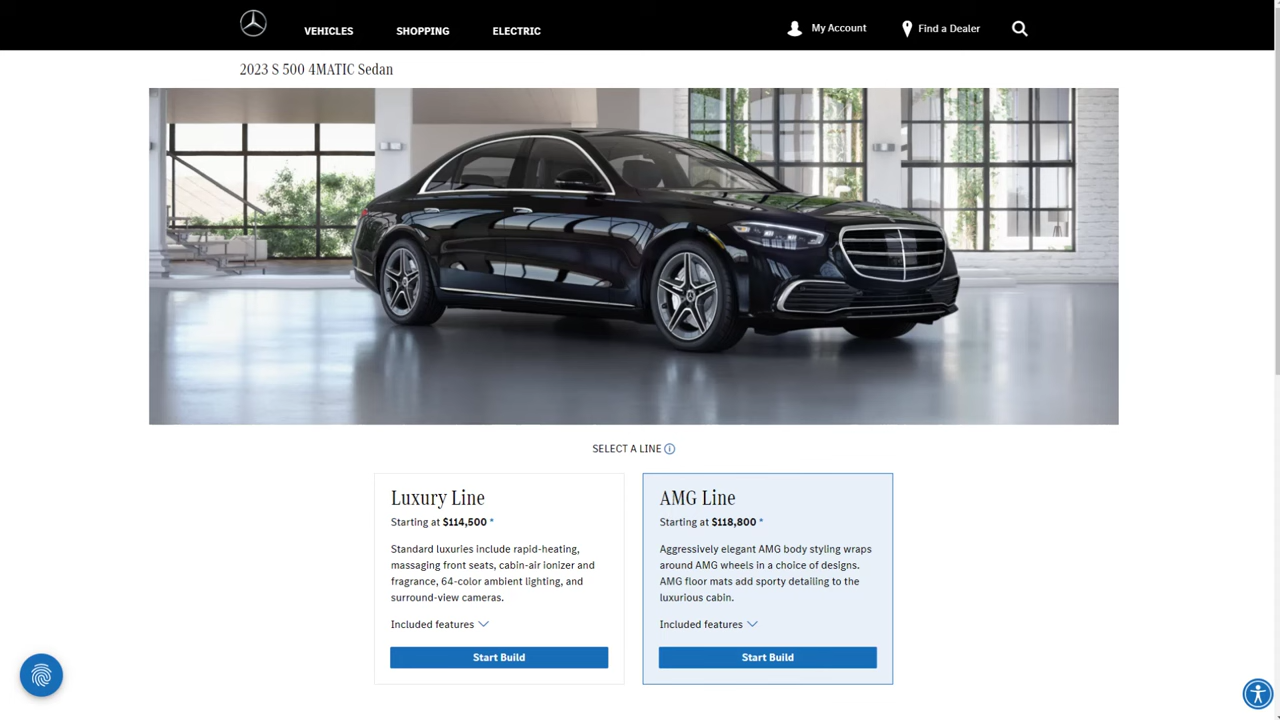 VEHICLES SHOPPING ELECTRIC My Account Find a Dealer
2023 S 500 4MATIC Sedan
SELECT A LINE
Luxury Line
Starting at $114,500 *
Standard luxuries include rapid-heating,
massaging front seats, cabin-air ionizer and
fragrance, 64-color ambient lighting, and
surround-view cameras.
Included features
Start Build
AMG Line
Starting at $118,800 *
Aggressively elegant AMG body styling wraps
around AMG wheels in a choice of designs.
AMG floor mats add sporty detailing to the
luxurious cabin.
Included features
Start Build